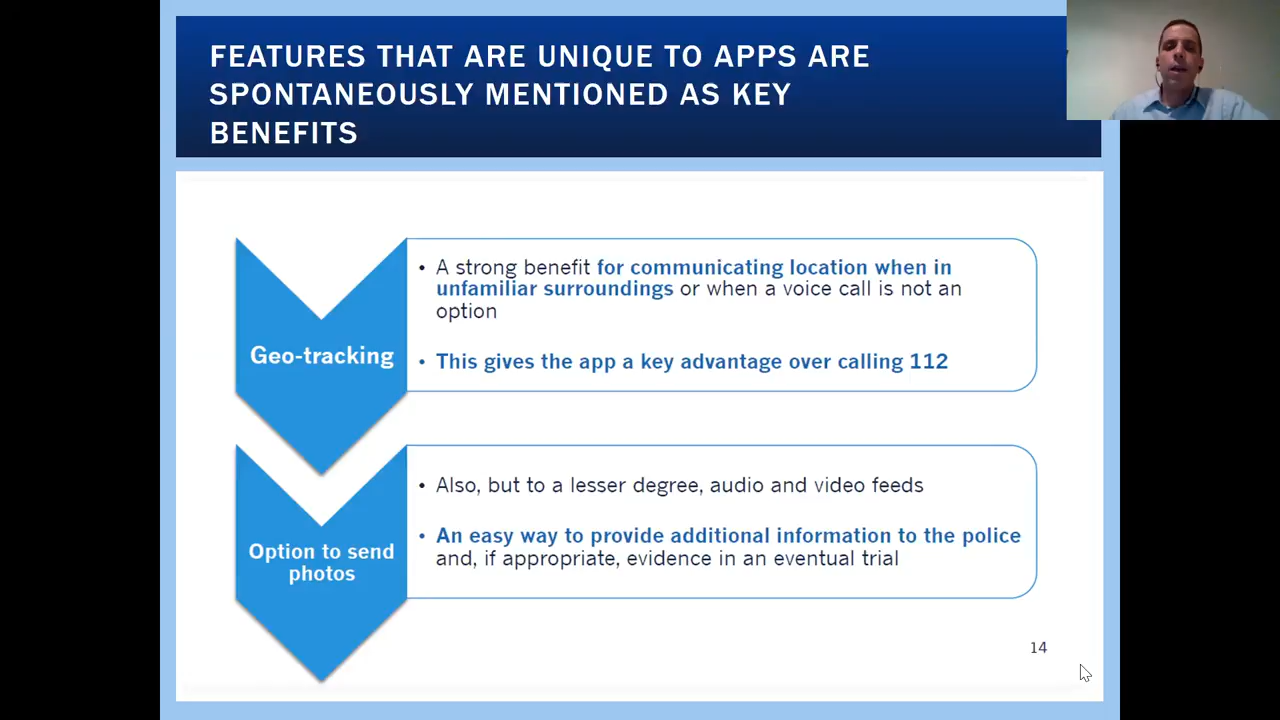 FEATURES THAT ARE UNIQUE TO APPS ARE
SPONTANEOUSLY MENTIONED AS KEY
BENEFITS
Geo-tracking
• A strong benefit for communicating location when in
unfamiliar surroundings or when a voice call is not an
option
• This gives the app a key advantage over calling 112
Option to send
photos
• Also, but to a lesser degree, audio and video feeds
• An easy way to provide additional information to the police
and, if appropriate, evidence in an eventual trial
14